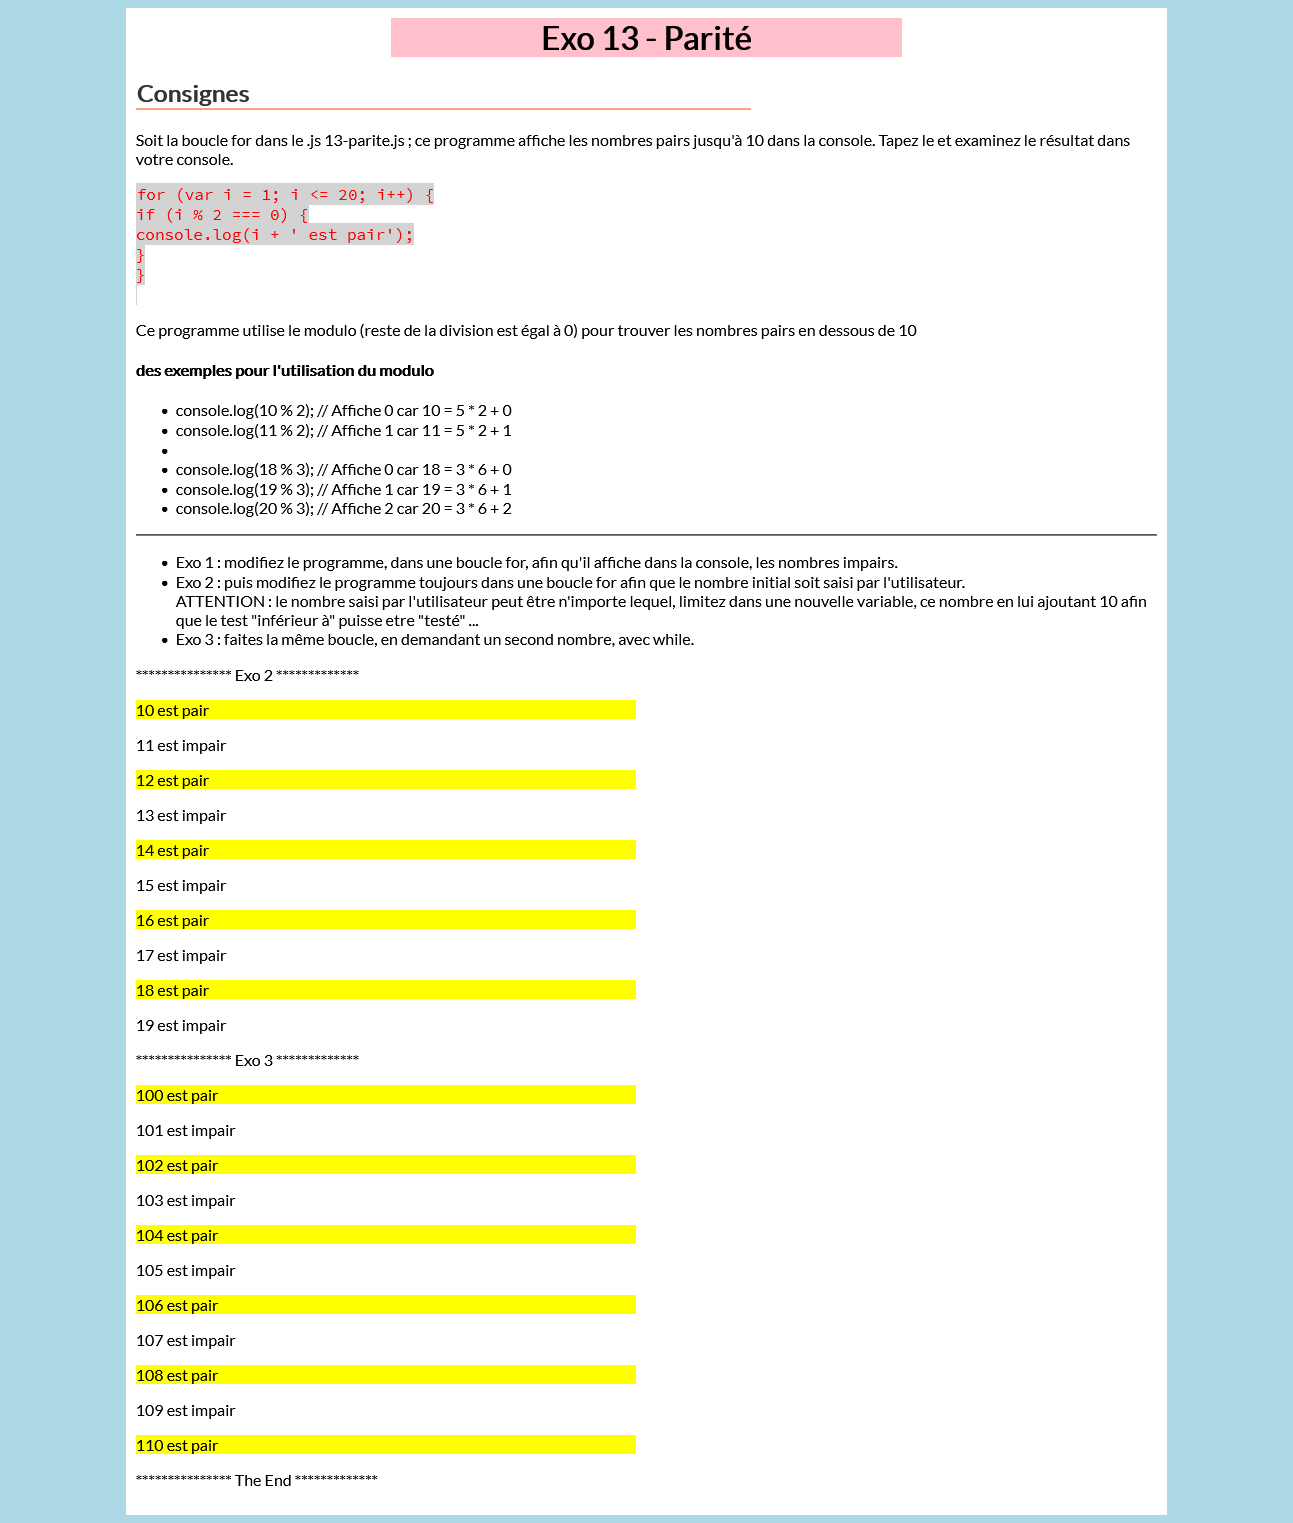 Exo 13 - Parité
Consignes
Soit la boucle for dans le .js 13-parite.js ; ce programme affiche les nombres pairs jusqu'à 10 dans la console. Tapez le et examinez le résultat dans
votre console.
for (var i = 1; i <= 20; i++) {
if (i % 2 === 0) {
console.log(i + ' est pair');
}
}
Ce programme utilise le modulo (reste de la division est égal à 0) pour trouver les nombres pairs en dessous de 10
des exemples pour l'utilisation du modulo
• console.log(10 % 2); // Affiche 0 car 10 = 5 * 2 + 0
• console.log(11 % 2); // Affiche 1 car 11 = 5 * 2 + 1
•
• console.log(18 % 3); // Affiche 0 car 18 = 3 * 6 + 0
• console.log(19 % 3); // Affiche 1 car 19 = 3 * 6 + 1
• console.log(20 % 3); // Affiche 2 car 20 = 3 * 6 + 2
• Exo 1 : modifiez le programme, dans une boucle for, afin qu'il affiche dans la console, les nombres impairs.
• Exo 2 : puis modifiez le programme toujours dans une boucle for afin que le nombre initial soit saisi par l'utilisateur.
ATTENTION : le nombre saisi par l'utilisateur peut être n'importe lequel, limitez dans une nouvelle variable, ce nombre en lui ajoutant 10 afin
que le test "inférieur à" puisse etre "testé" ...
• Exo 3 : faites la même boucle, en demandant un second nombre, avec while.
*************** Exo 2 *************
10 est pair
11 est impair
12 est pair
13 est impair
14 est pair
15 est impair
16 est pair
17 est impair
18 est pair
19 est impair
*************** Exo 3 *************
100 est pair
101 est impair
102 est pair
103 est impair
104 est pair
105 est impair
106 est pair
107 est impair
108 est pair
109 est impair
110 est pair
*************** The End *************